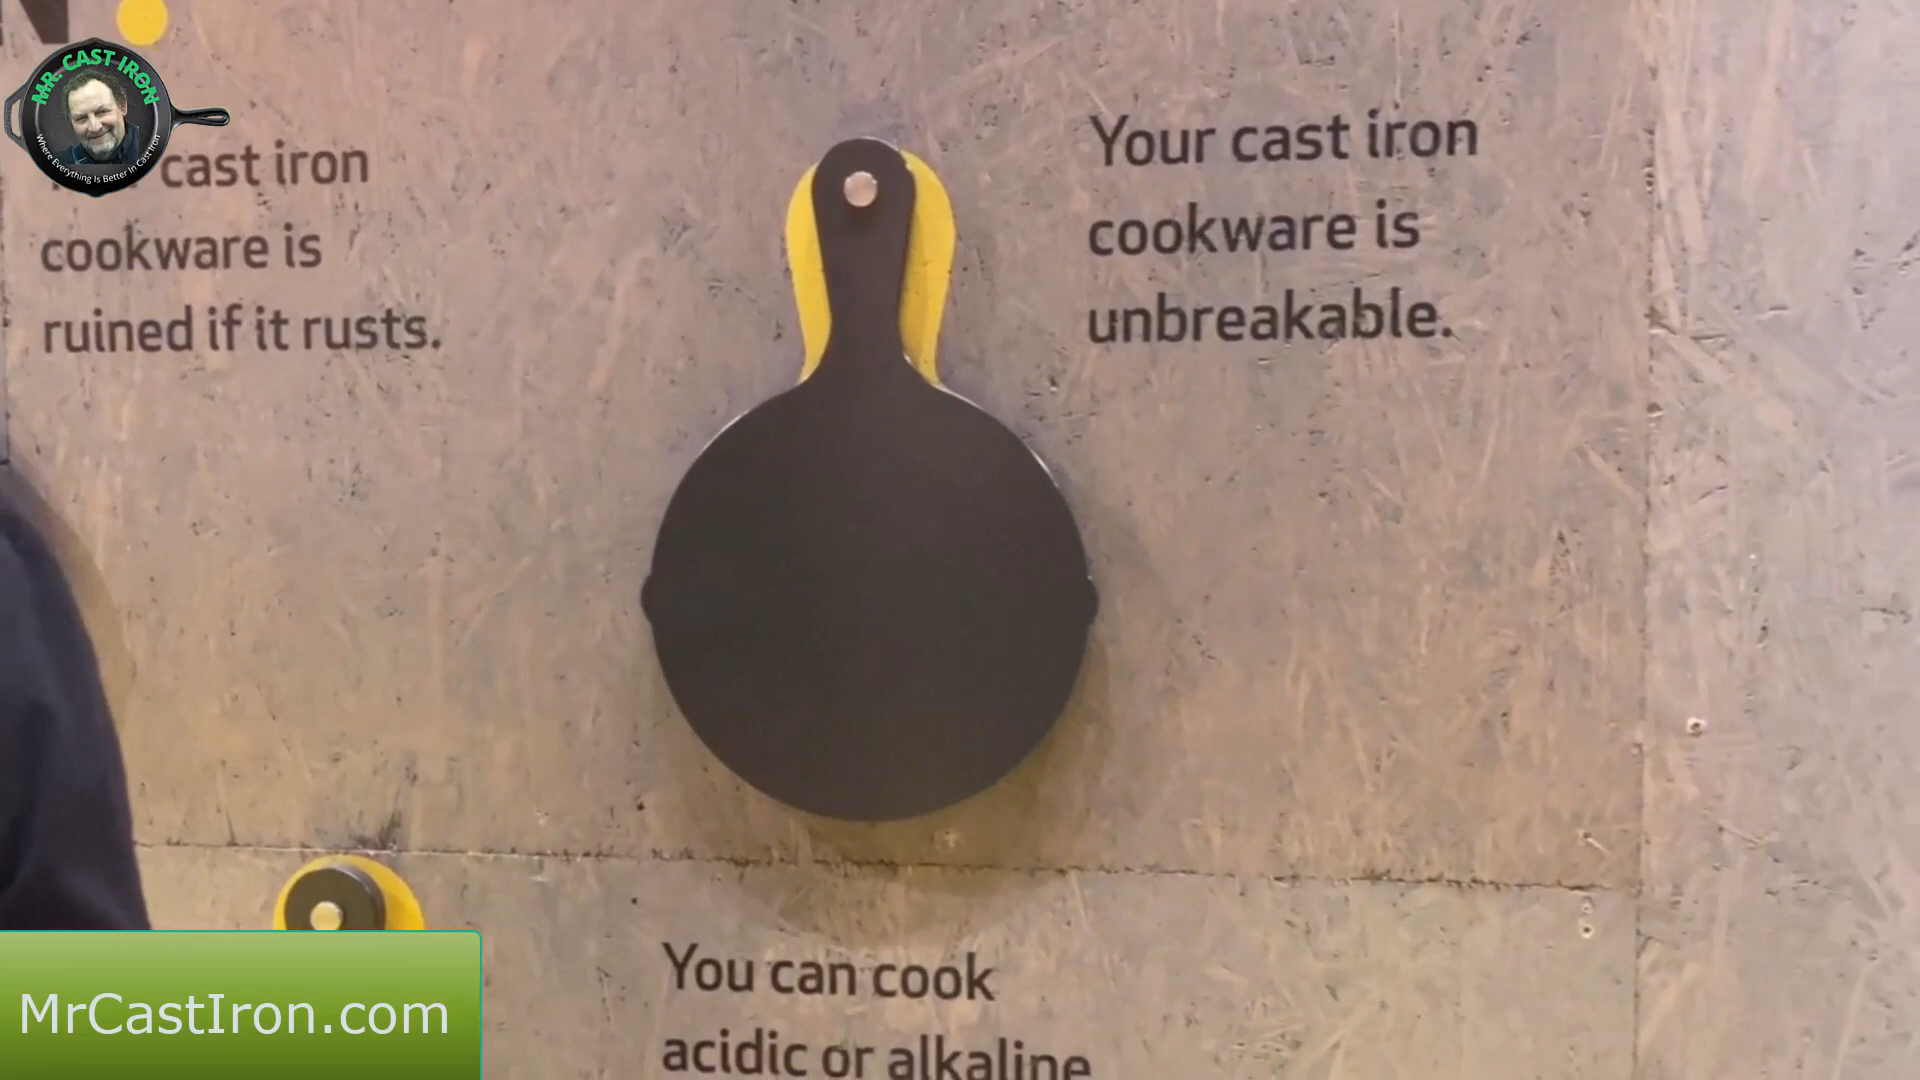 N.
MR. CAST IRON
Where Everything Is Better In Cast Iron
cast iron
cookware is
ruined if it rusts.
Your cast iron
cookware is
unbreakable.
You can cook
acidic or alkaline
MrCastIron.com